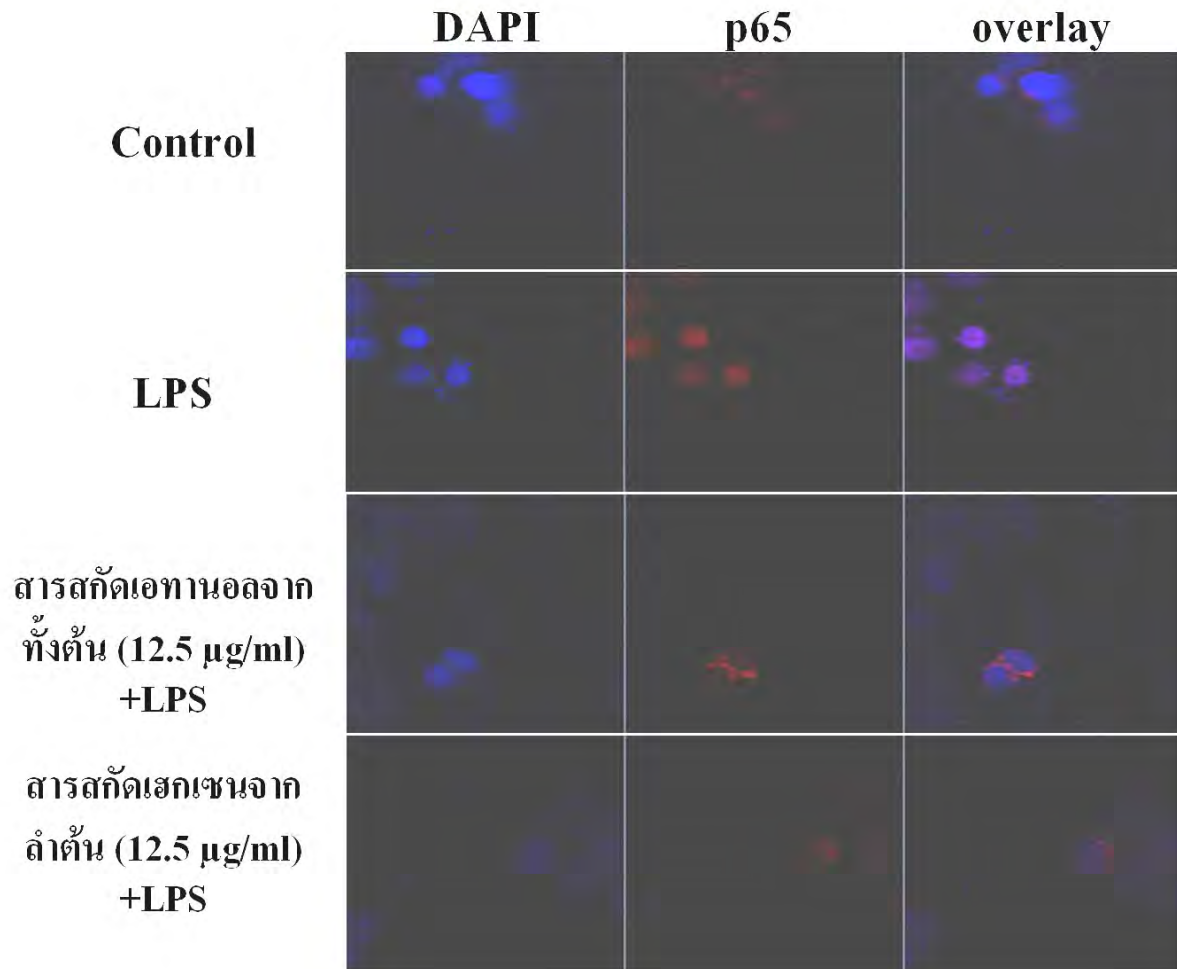 DAPI p65 overlay
Control
LPS
สารสกัดเอทานอลจาก
ทั้งต้น (12.5 µg/ml)
+LPS
สารสกัดเฮกเซนจาก
ลำต้น (12.5 µg/ml)
+LPS